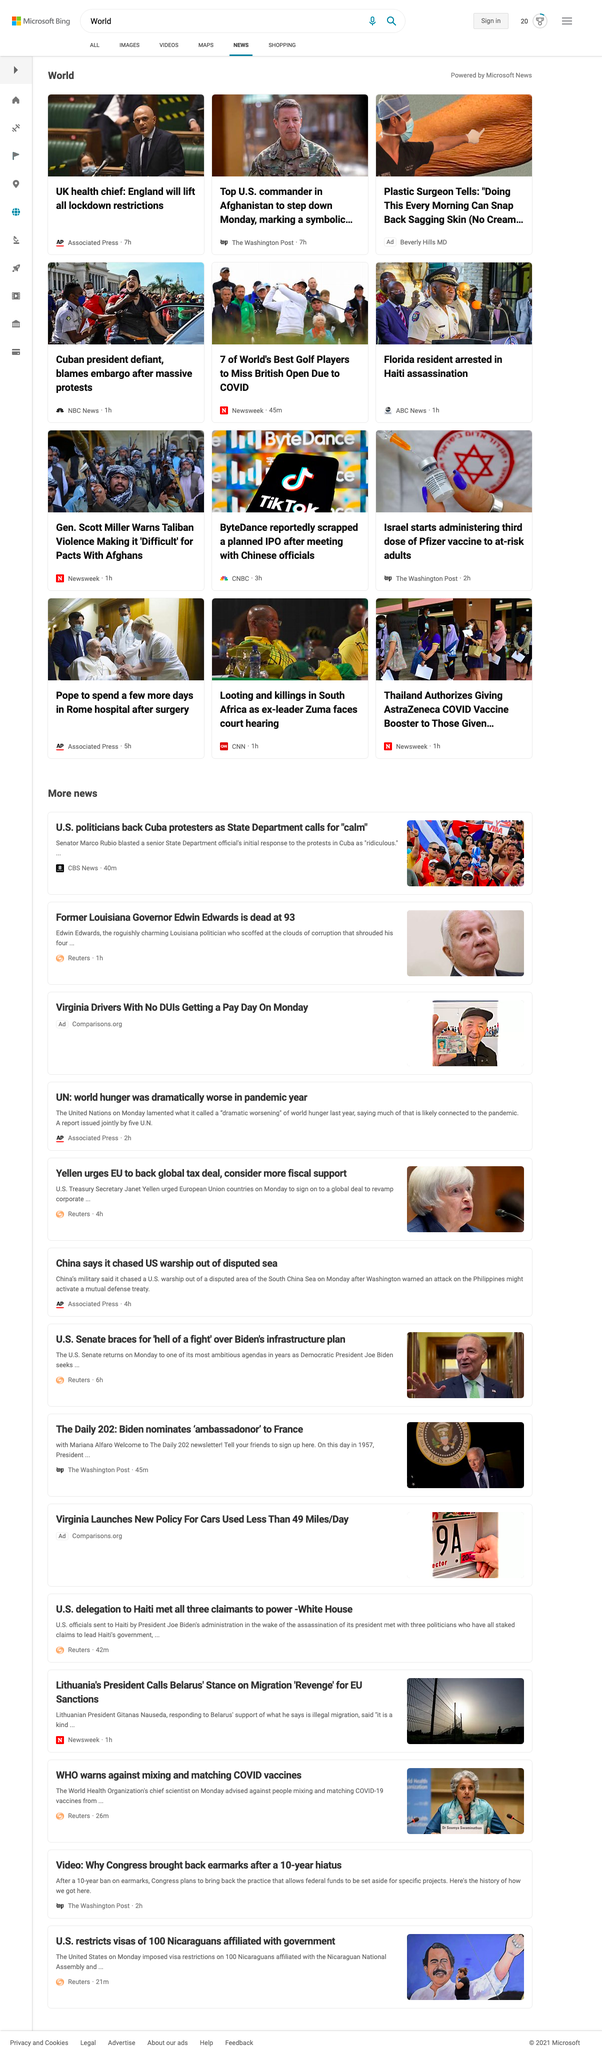 Microsoft Bing
World
Sign in
20
ALL
IMAGES
VIDEOS
MAPS
NEWS
SHOPPING
World
Powered by Microsoft News
UK health chief: England will lift
all lockdown restrictions
AP Associated Press · 7h
Top U.S. commander in
Afghanistan to step down
Monday, marking a symbolic...
wp The Washington Post · 7h
Plastic Surgeon Tells: "Doing
This Every Morning Can Snap
Back Sagging Skin (No Cream...
Ad Beverly Hills MD
Cuban president defiant,
blames embargo after massive
protests
NBC News · 1h
7 of World's Best Golf Players
to Miss British Open Due to
COVID
N Newsweek · 45m
Florida resident arrested in
Haiti assassination
ABC News · 1h
Gen. Scott Miller Warns Taliban
Violence Making it 'Difficult' for
Pacts With Afghans
N Newsweek · 1h
ByteDance
TikTok
ByteDance reportedly scrapped
a planned IPO after meeting
with Chinese officials
CNBC · 3h
Israel starts administering third
dose of Pfizer vaccine to at-risk
adults
wp The Washington Post · 2h
Pope to spend a few more days
in Rome hospital after surgery
AP Associated Press · 5h
Looting and killings in South
Africa as ex-leader Zuma faces
court hearing
CNN · 1h
Thailand Authorizes Giving
AstraZeneca COVID Vaccine
Booster to Those Given...
N Newsweek · 1h
More news
U.S. politicians back Cuba protesters as State Department calls for "calm"
Senator Marco Rubio blasted a senior State Department official's initial response to the protests in Cuba as "ridiculous."
...
CBS News · 40m
Former Louisiana Governor Edwin Edwards is dead at 93
Edwin Edwards, the roguishly charming Louisiana politician who scoffed at the clouds of corruption that shrouded his
four ...
Reuters · 1h
Virginia Drivers With No DUIs Getting a Pay Day On Monday
Ad Comparisons.org
UN: world hunger was dramatically worse in pandemic year
The United Nations on Monday lamented what it called a "dramatic worsening" of world hunger last year, saying much of that is likely connected to the pandemic.
A report issued jointly by five U.N.
AP Associated Press · 2h
Yellen urges EU to back global tax deal, consider more fiscal support
U.S. Treasury Secretary Janet Yellen urged European Union countries on Monday to sign on to a global deal to revamp
corporate ...
Reuters · 4h
China says it chased US warship out of disputed sea
China's military said it chased a U.S. warship out of a disputed area of the South China Sea on Monday after Washington warned an attack on the Philippines might
activate a mutual defense treaty.
AP Associated Press · 4h
U.S. Senate braces for 'hell of a fight' over Biden's infrastructure plan
The U.S. Senate returns on Monday to one of its most ambitious agendas in years as Democratic President Joe Biden
seeks ...
Reuters · 6h
The Daily 202: Biden nominates ‘ambassadonor’ to France
with Mariana Alfaro Welcome to The Daily 202 newsletter! Tell your friends to sign up here. On this day in 1957,
President ...
wp The Washington Post · 45m
Virginia Launches New Policy For Cars Used Less Than 49 Miles/Day
Ad Comparisons.org
9A
U.S. delegation to Haiti met all three claimants to power -White House
U.S. officials sent to Haiti by President Joe Biden's administration in the wake of the assassination of its president met with three politicians who have all staked
claims to lead Haiti's government, ...
Reuters · 42m
Lithuania's President Calls Belarus' Stance on Migration 'Revenge' for EU
Sanctions
Lithuanian President Gitanas Nauseda, responding to Belarus' support of what he says is illegal migration, said "it is a
kind ...
N Newsweek · 1h
WHO warns against mixing and matching COVID vaccines
The World Health Organization's chief scientist on Monday advised against people mixing and matching COVID-19
vaccines from ...
Reuters · 26m
Video: Why Congress brought back earmarks after a 10-year hiatus
After a 10-year ban on earmarks, Congress plans to bring back the practice that allows federal funds to be set aside for specific projects. Here's the history of how
we got here.
wp The Washington Post · 2h
U.S. restricts visas of 100 Nicaraguans affiliated with government
The United States on Monday imposed visa restrictions on 100 Nicaraguans affiliated with the Nicaraguan National
Assembly and ...
Reuters · 21m
Privacy and Cookies
Legal
Advertise
About our ads
Help
Feedback
© 2021 Microsoft